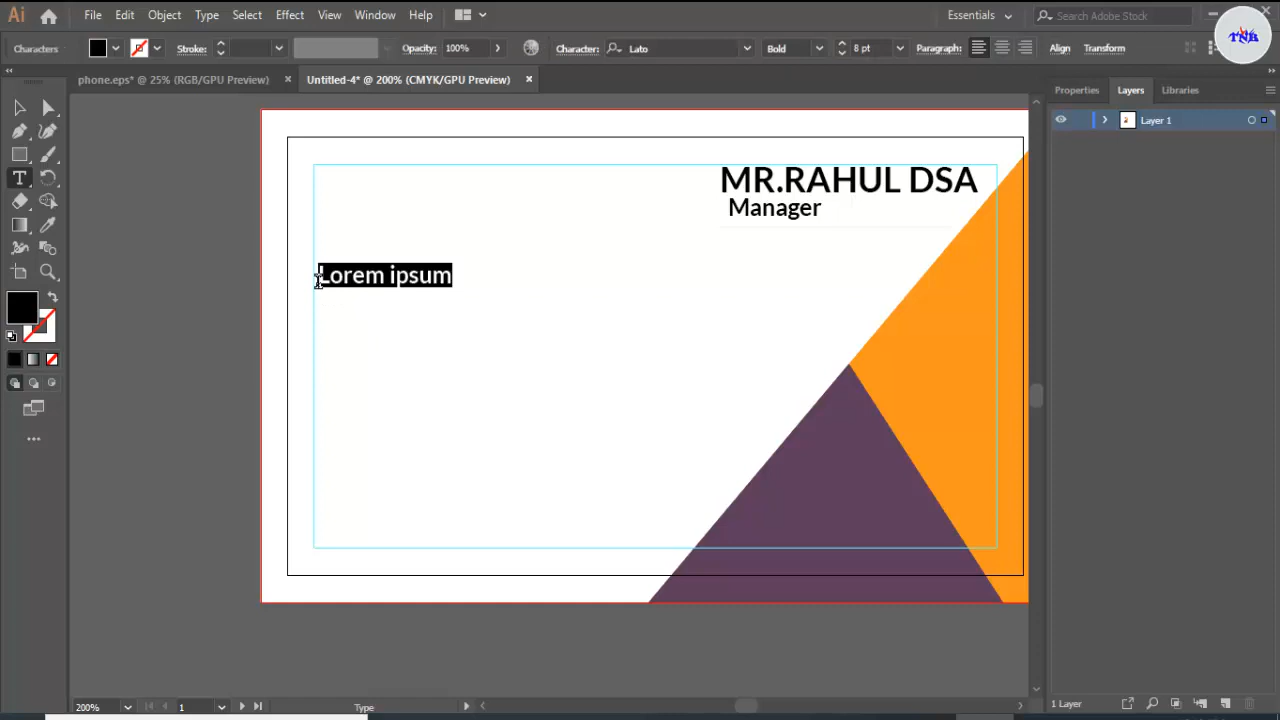 Ai File Edit Object Type Select Effect View Window Help Essentials Search Adobe Stock
Characters Stroke: Opacity: 100% Character: Lato Bold 8 pt Paragraph: Align Transform
TNR
phone.eps* @ 25% (RGB/GPU Preview) × Untitled-4* @ 200% (CMYK/GPU Preview) ×
Properties Layers Libraries
Layer 1
MR.RAHUL DSA
Manager
Lorem ipsum
200% 1 Type
1 Layer